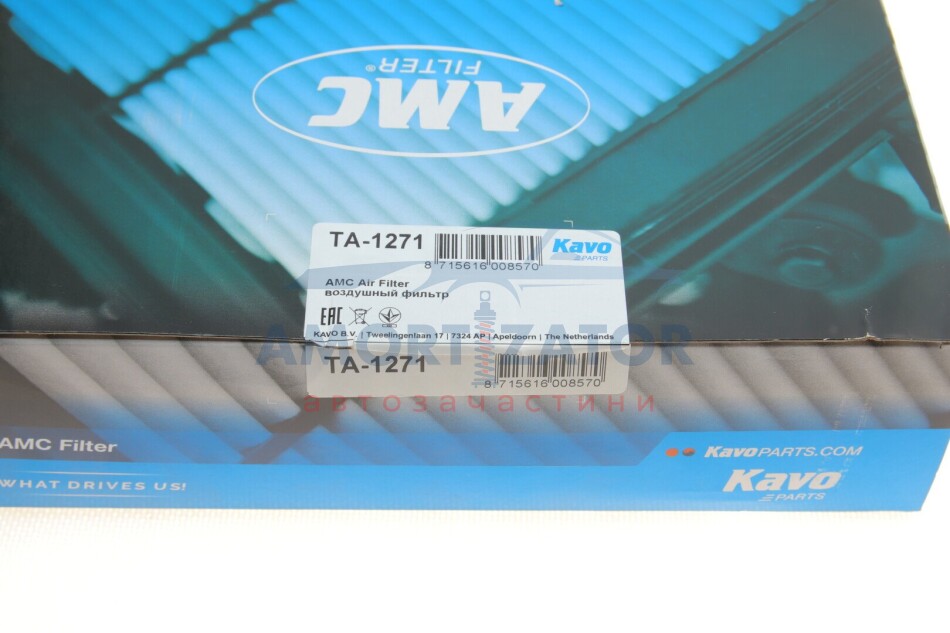 AMC
FILTER®
TA-1271
Kavo
PARTS
8 715616 008570
AMC Air Filter
воздушный фильтр
EAC
KAVO B.V. | Tweelingenlaan 17 | 7324 AP | Apeldoorn | The Netherlands
AMORTIZATOR
TA-1271
8 715616 008570
автозачастини
AMC Filter
KavoPARTS.COM
WHAT DRIVES US!
Kavo
PARTS